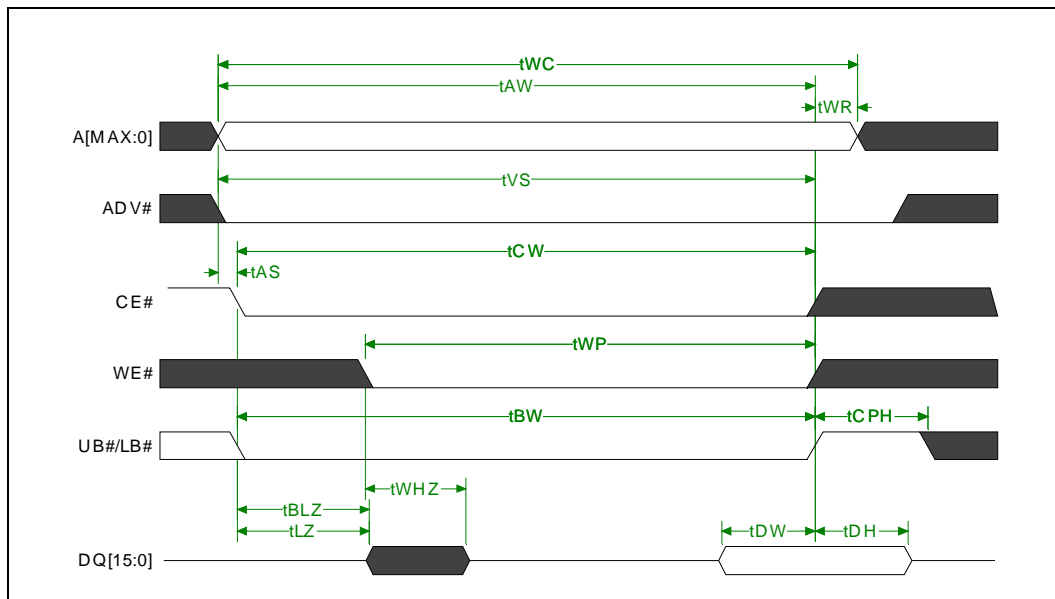 tWC
tAW
tWR
A[MAX:0]
tVS
ADV#
tCW
tAS
CE#
tWP
WE#
tBW
tCPH
UB#/LB#
tWHZ
tBLZ
tLZ
tDW
tDH
DQ[15:0]